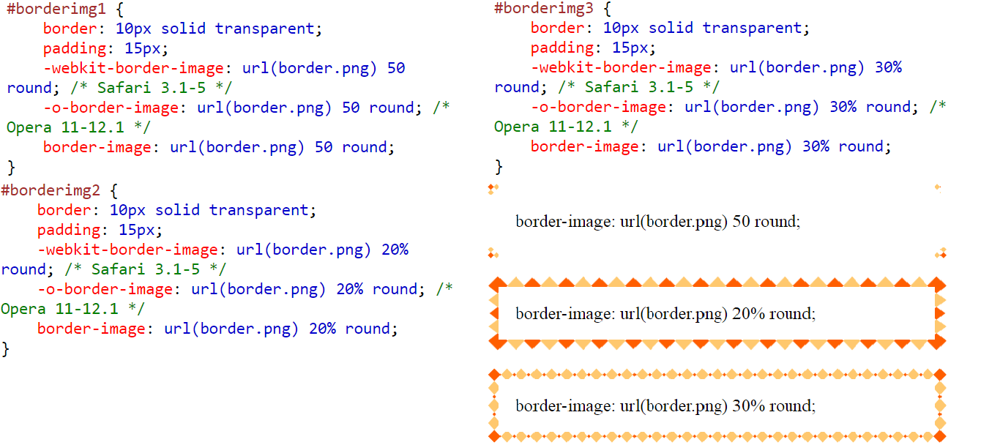 #borderimg1 {
border: 10px solid transparent;
padding: 15px;
-webkit-border-image: url(border.png) 50
round; /* Safari 3.1-5 */
-o-border-image: url(border.png) 50 round; /*
Opera 11-12.1 */
border-image: url(border.png) 50 round;
}
#borderimg2 {
border: 10px solid transparent;
padding: 15px;
-webkit-border-image: url(border.png) 20%
round; /* Safari 3.1-5 */
-o-border-image: url(border.png) 20% round; /*
Opera 11-12.1 */
border-image: url(border.png) 20% round;
}
#borderimg3 {
border: 10px solid transparent;
padding: 15px;
-webkit-border-image: url(border.png) 30%
round; /* Safari 3.1-5 */
-o-border-image: url(border.png) 30% round; /*
Opera 11-12.1 */
border-image: url(border.png) 30% round;
}
border-image: url(border.png) 50 round;
border-image: url(border.png) 20% round;
border-image: url(border.png) 30% round;